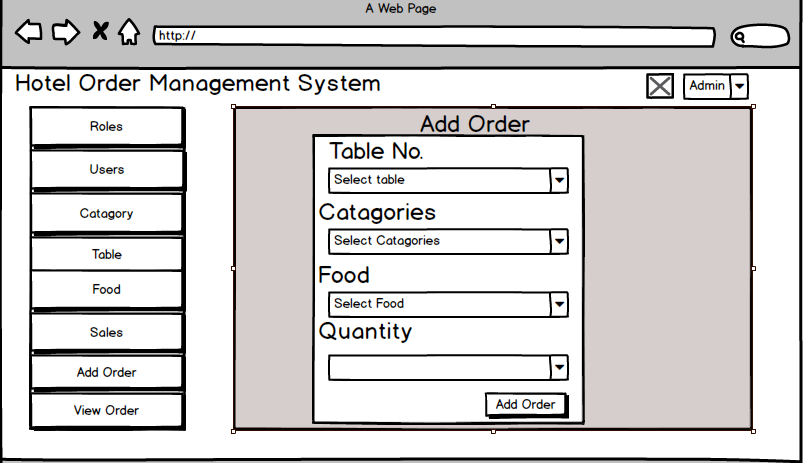 A Web Page
http://
Hotel Order Management System
Admin
Roles
Users
Catagory
Table
Food
Sales
Add Order
View Order
Add Order
Table No.
Select table
Catagories
Select Catagories
Food
Select Food
Quantity
Add Order